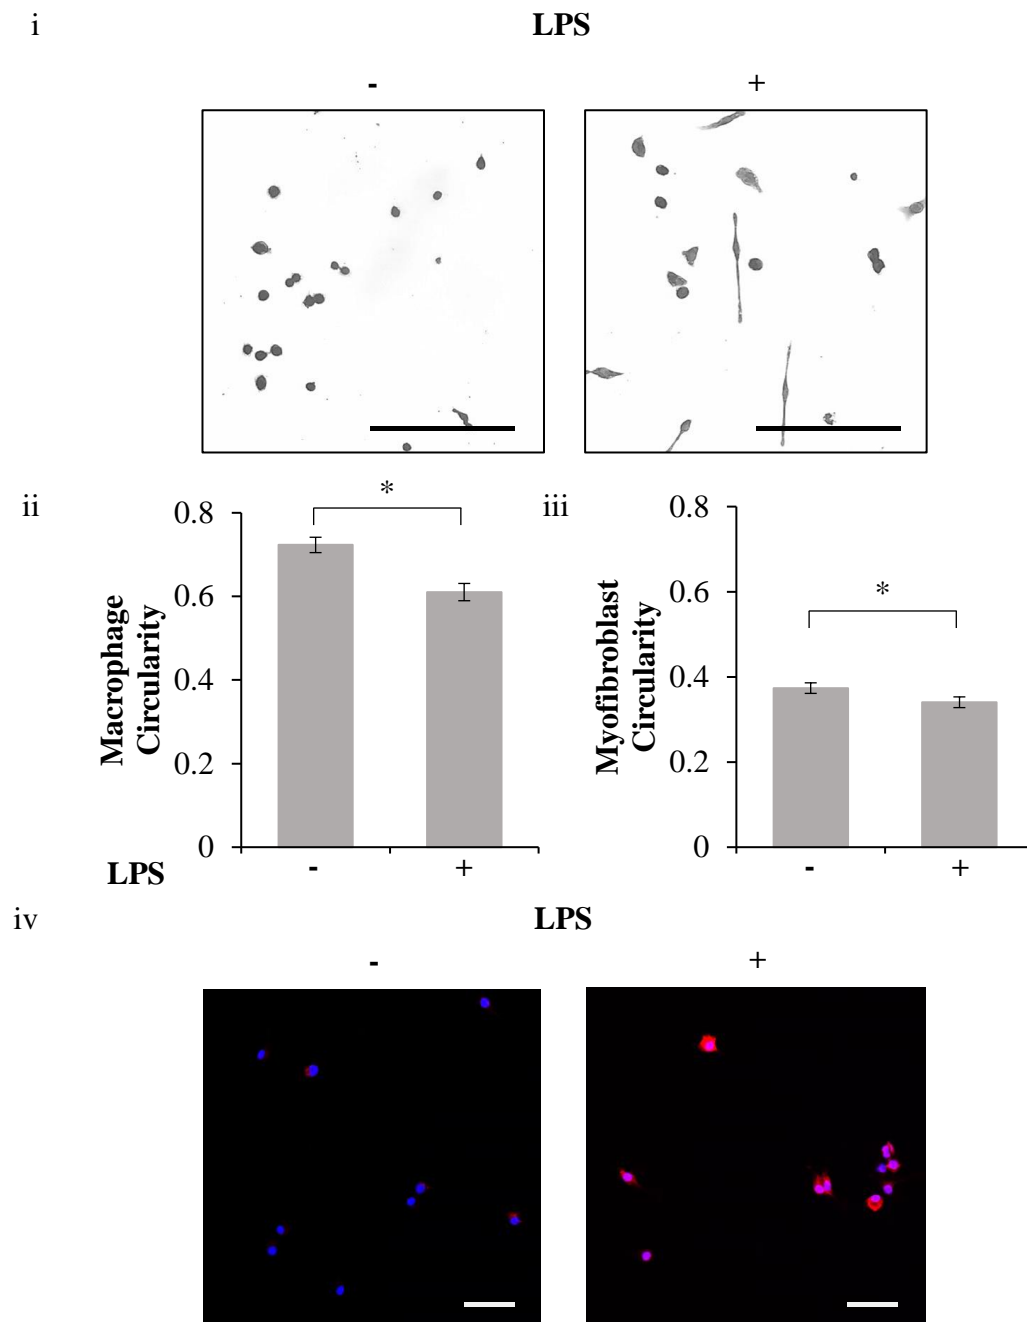 i
LPS
- +
ii
iii
*
*
Macrophage
Circularity
0.8
0.6
0.4
0.2
0
Myofibroblast
Circularity
0.8
0.6
0.4
0.2
0
LPS - + - +
iv
LPS
- +